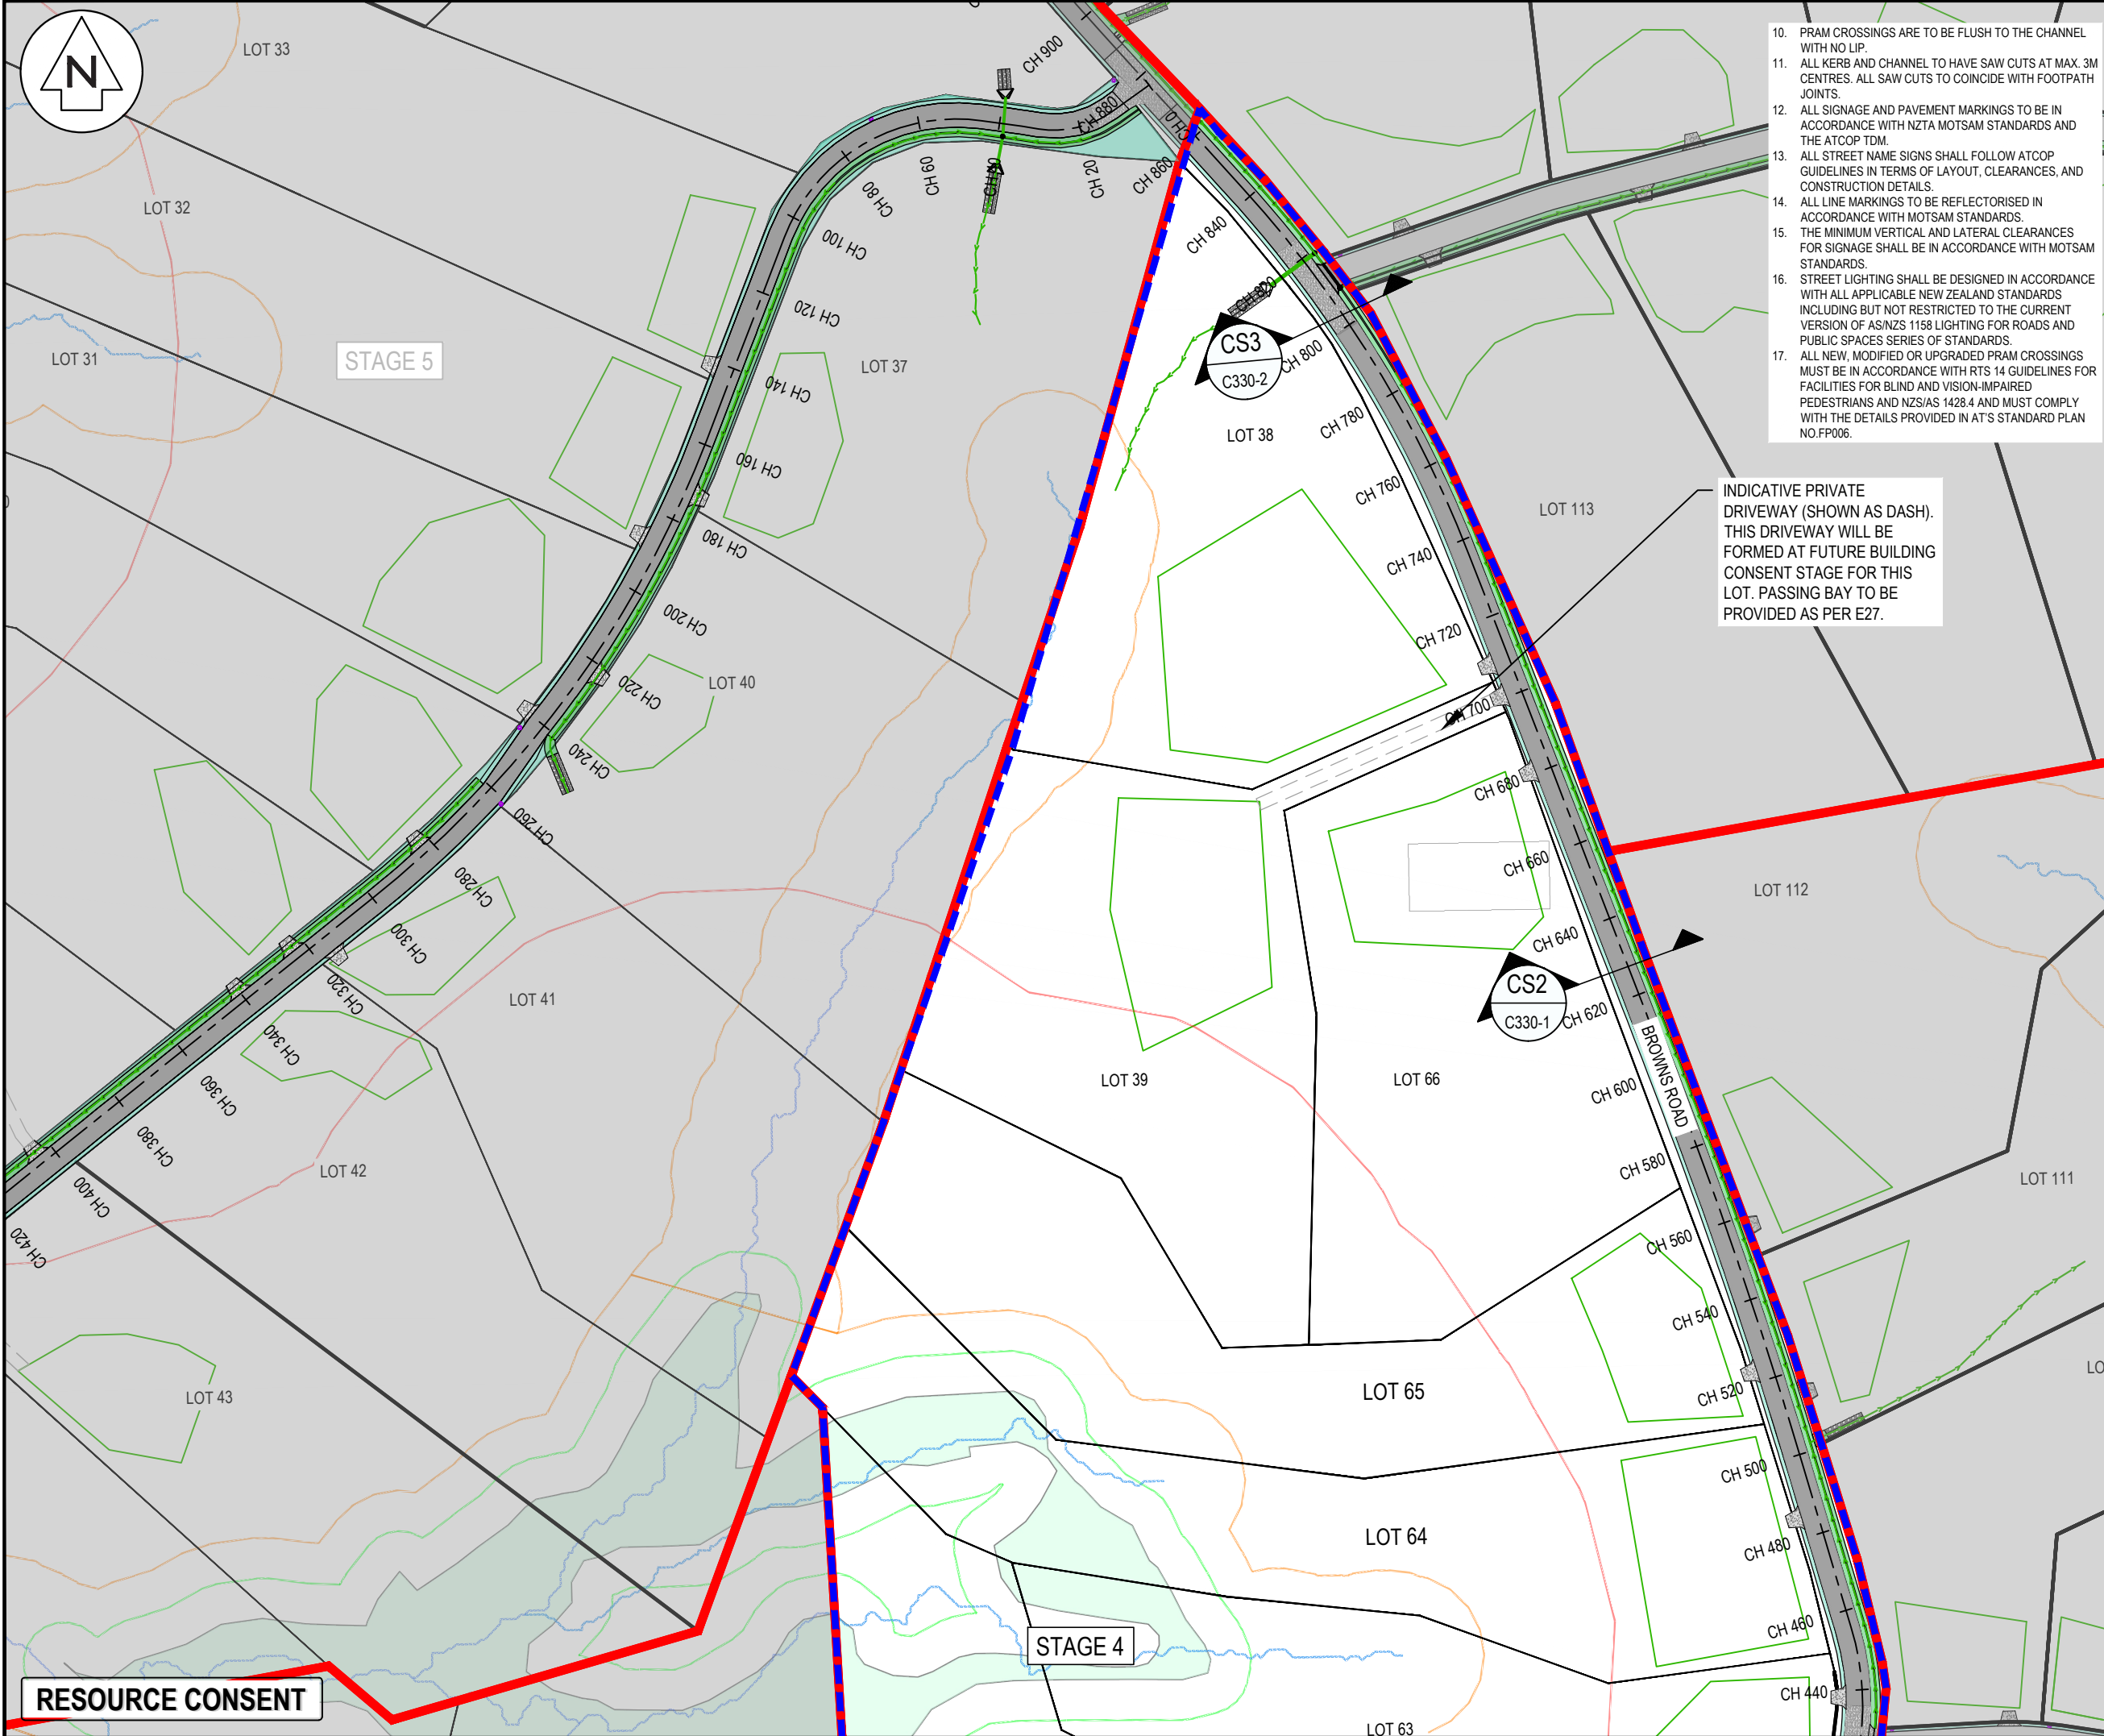 N
LOT 33
LOT 32
LOT 31
STAGE 5
LOT 37
LOT 38
LOT 113
LOT 40
LOT 41
LOT 42
LOT 43
LOT 39
LOT 66
LOT 112
LOT 111
LOT 65
LOT 64
LOT 63
STAGE 4
RESOURCE CONSENT
10. PRAM CROSSINGS ARE TO BE FLUSH TO THE CHANNEL
WITH NO LIP.
11. ALL KERB AND CHANNEL TO HAVE SAW CUTS AT MAX. 3M
CENTRES. ALL SAW CUTS TO COINCIDE WITH FOOTPATH
JOINTS.
12. ALL SIGNAGE AND PAVEMENT MARKINGS TO BE IN
ACCORDANCE WITH NZTA MOTSAM STANDARDS AND
THE ATCOP TDM.
13. ALL STREET NAME SIGNS SHALL FOLLOW ATCOP
GUIDELINES IN TERMS OF LAYOUT, CLEARANCES, AND
CONSTRUCTION DETAILS.
14. ALL LINE MARKINGS TO BE REFLECTORISED IN
ACCORDANCE WITH MOTSAM STANDARDS.
15. THE MINIMUM VERTICAL AND LATERAL CLEARANCES
FOR SIGNAGE SHALL BE IN ACCORDANCE WITH MOTSAM
STANDARDS.
16. STREET LIGHTING SHALL BE DESIGNED IN ACCORDANCE
WITH ALL APPLICABLE NEW ZEALAND STANDARDS
INCLUDING BUT NOT RESTRICTED TO THE CURRENT
VERSION OF AS/NZS 1158 LIGHTING FOR ROADS AND
PUBLIC SPACES SERIES OF STANDARDS.
17. ALL NEW, MODIFIED OR UPGRADED PRAM CROSSINGS
MUST BE IN ACCORDANCE WITH RTS 14 GUIDELINES FOR
FACILITIES FOR BLIND AND VISION-IMPAIRED
PEDESTRIANS AND NZS/AS 1428.4 AND MUST COMPLY
WITH THE DETAILS PROVIDED IN AT'S STANDARD PLAN
NO.FP006.
INDICATIVE PRIVATE
DRIVEWAY (SHOWN AS DASH).
THIS DRIVEWAY WILL BE
FORMED AT FUTURE BUILDING
CONSENT STAGE FOR THIS
LOT. PASSING BAY TO BE
PROVIDED AS PER E27.
CS3
C330-2
CS2
C330-1
BROWNS ROAD
CH 900
CH 880
CH 860
CH 840
CH 820
CH 800
CH 780
CH 760
CH 740
CH 720
CH 700
CH 680
CH 660
CH 640
CH 620
CH 600
CH 580
CH 560
CH 540
CH 520
CH 500
CH 480
CH 460
CH 440
CH 0
CH 20
CH 60
CH 80
CH 100
CH 120
CH 140
CH 160
CH 180
CH 200
CH 220
CH 240
CH 260
CH 280
CH 300
CH 320
CH 340
CH 360
CH 380
CH 400
CH 420